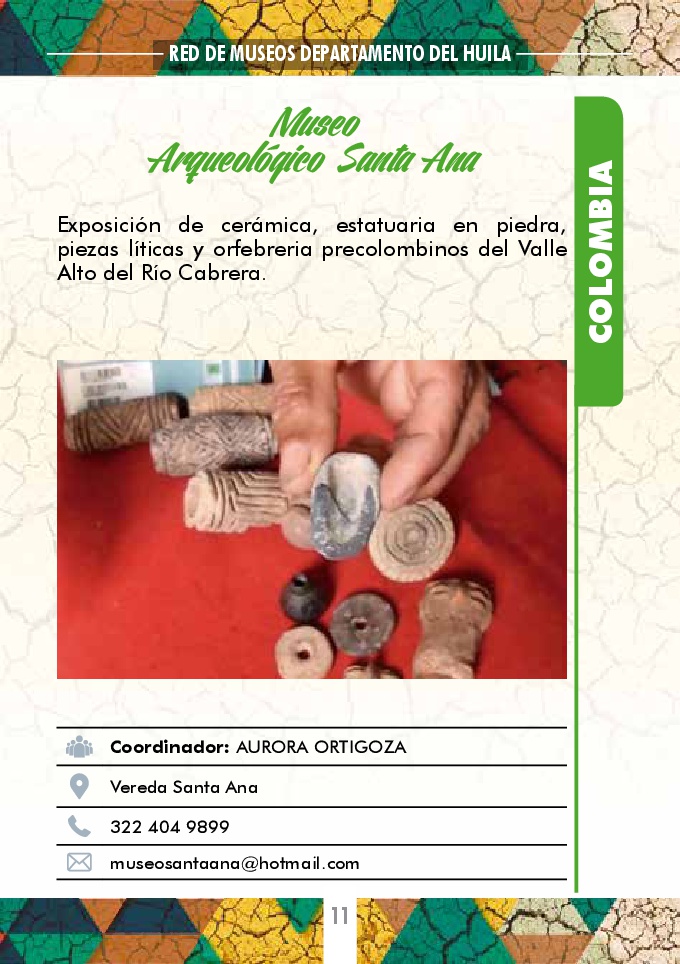 RED DE MUSEOS DEPARTAMENTO DEL HUILA
Museo
Arqueológico Santa Ana
Exposición de cerámica, estatuaria en piedra,
piezas líticas y orfebreria precolombinos del Valle
Alto del Río Cabrera.
COLOMBIA
Coordinador: AURORA ORTIGOZA
Vereda Santa Ana
322 404 9899
museosantaana@hotmail.com
11